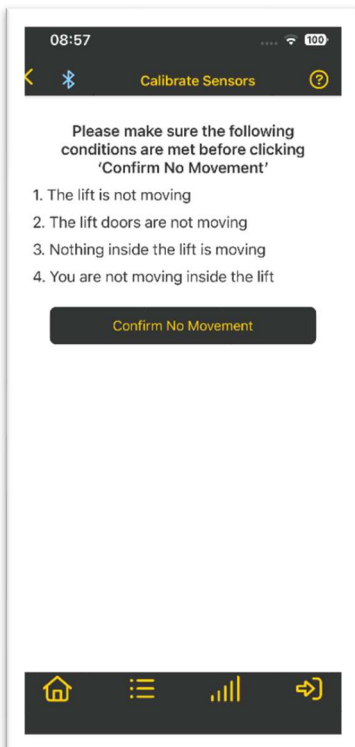 08:57
100
Calibrate Sensors
?
Please make sure the following
conditions are met before clicking
‘Confirm No Movement’
1. The lift is not moving
2. The lift doors are not moving
3. Nothing inside the lift is moving
4. You are not moving inside the lift
Confirm No Movement